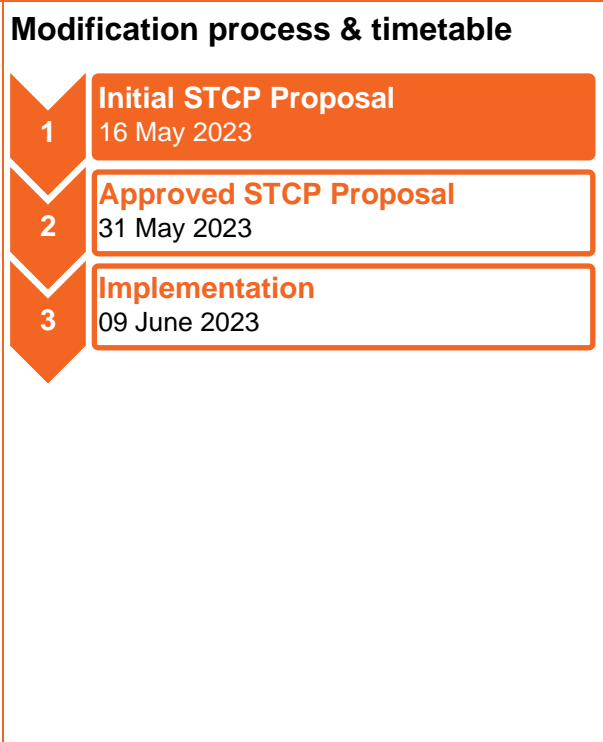 Modification process & timetable
1
Initial STCP Proposal
16 May 2023
2
Approved STCP Proposal
31 May 2023
3
Implementation
09 June 2023